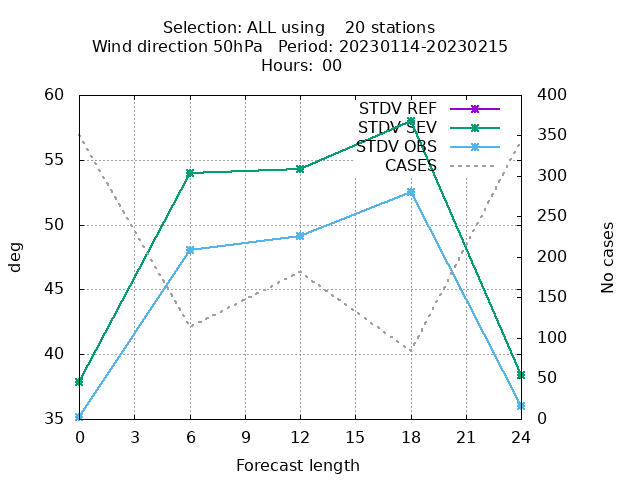 Selection: ALL using    20 stations
Wind direction 50hPa   Period: 20230114-20230215
Hours: 00
60
55
50
45
40
35
deg
400
350
300
250
200
150
100
50
0
No cases
STDV REF
STDV SEV
STDV OBS
CASES
0 3 6 9 12 15 18 21 24
Forecast length